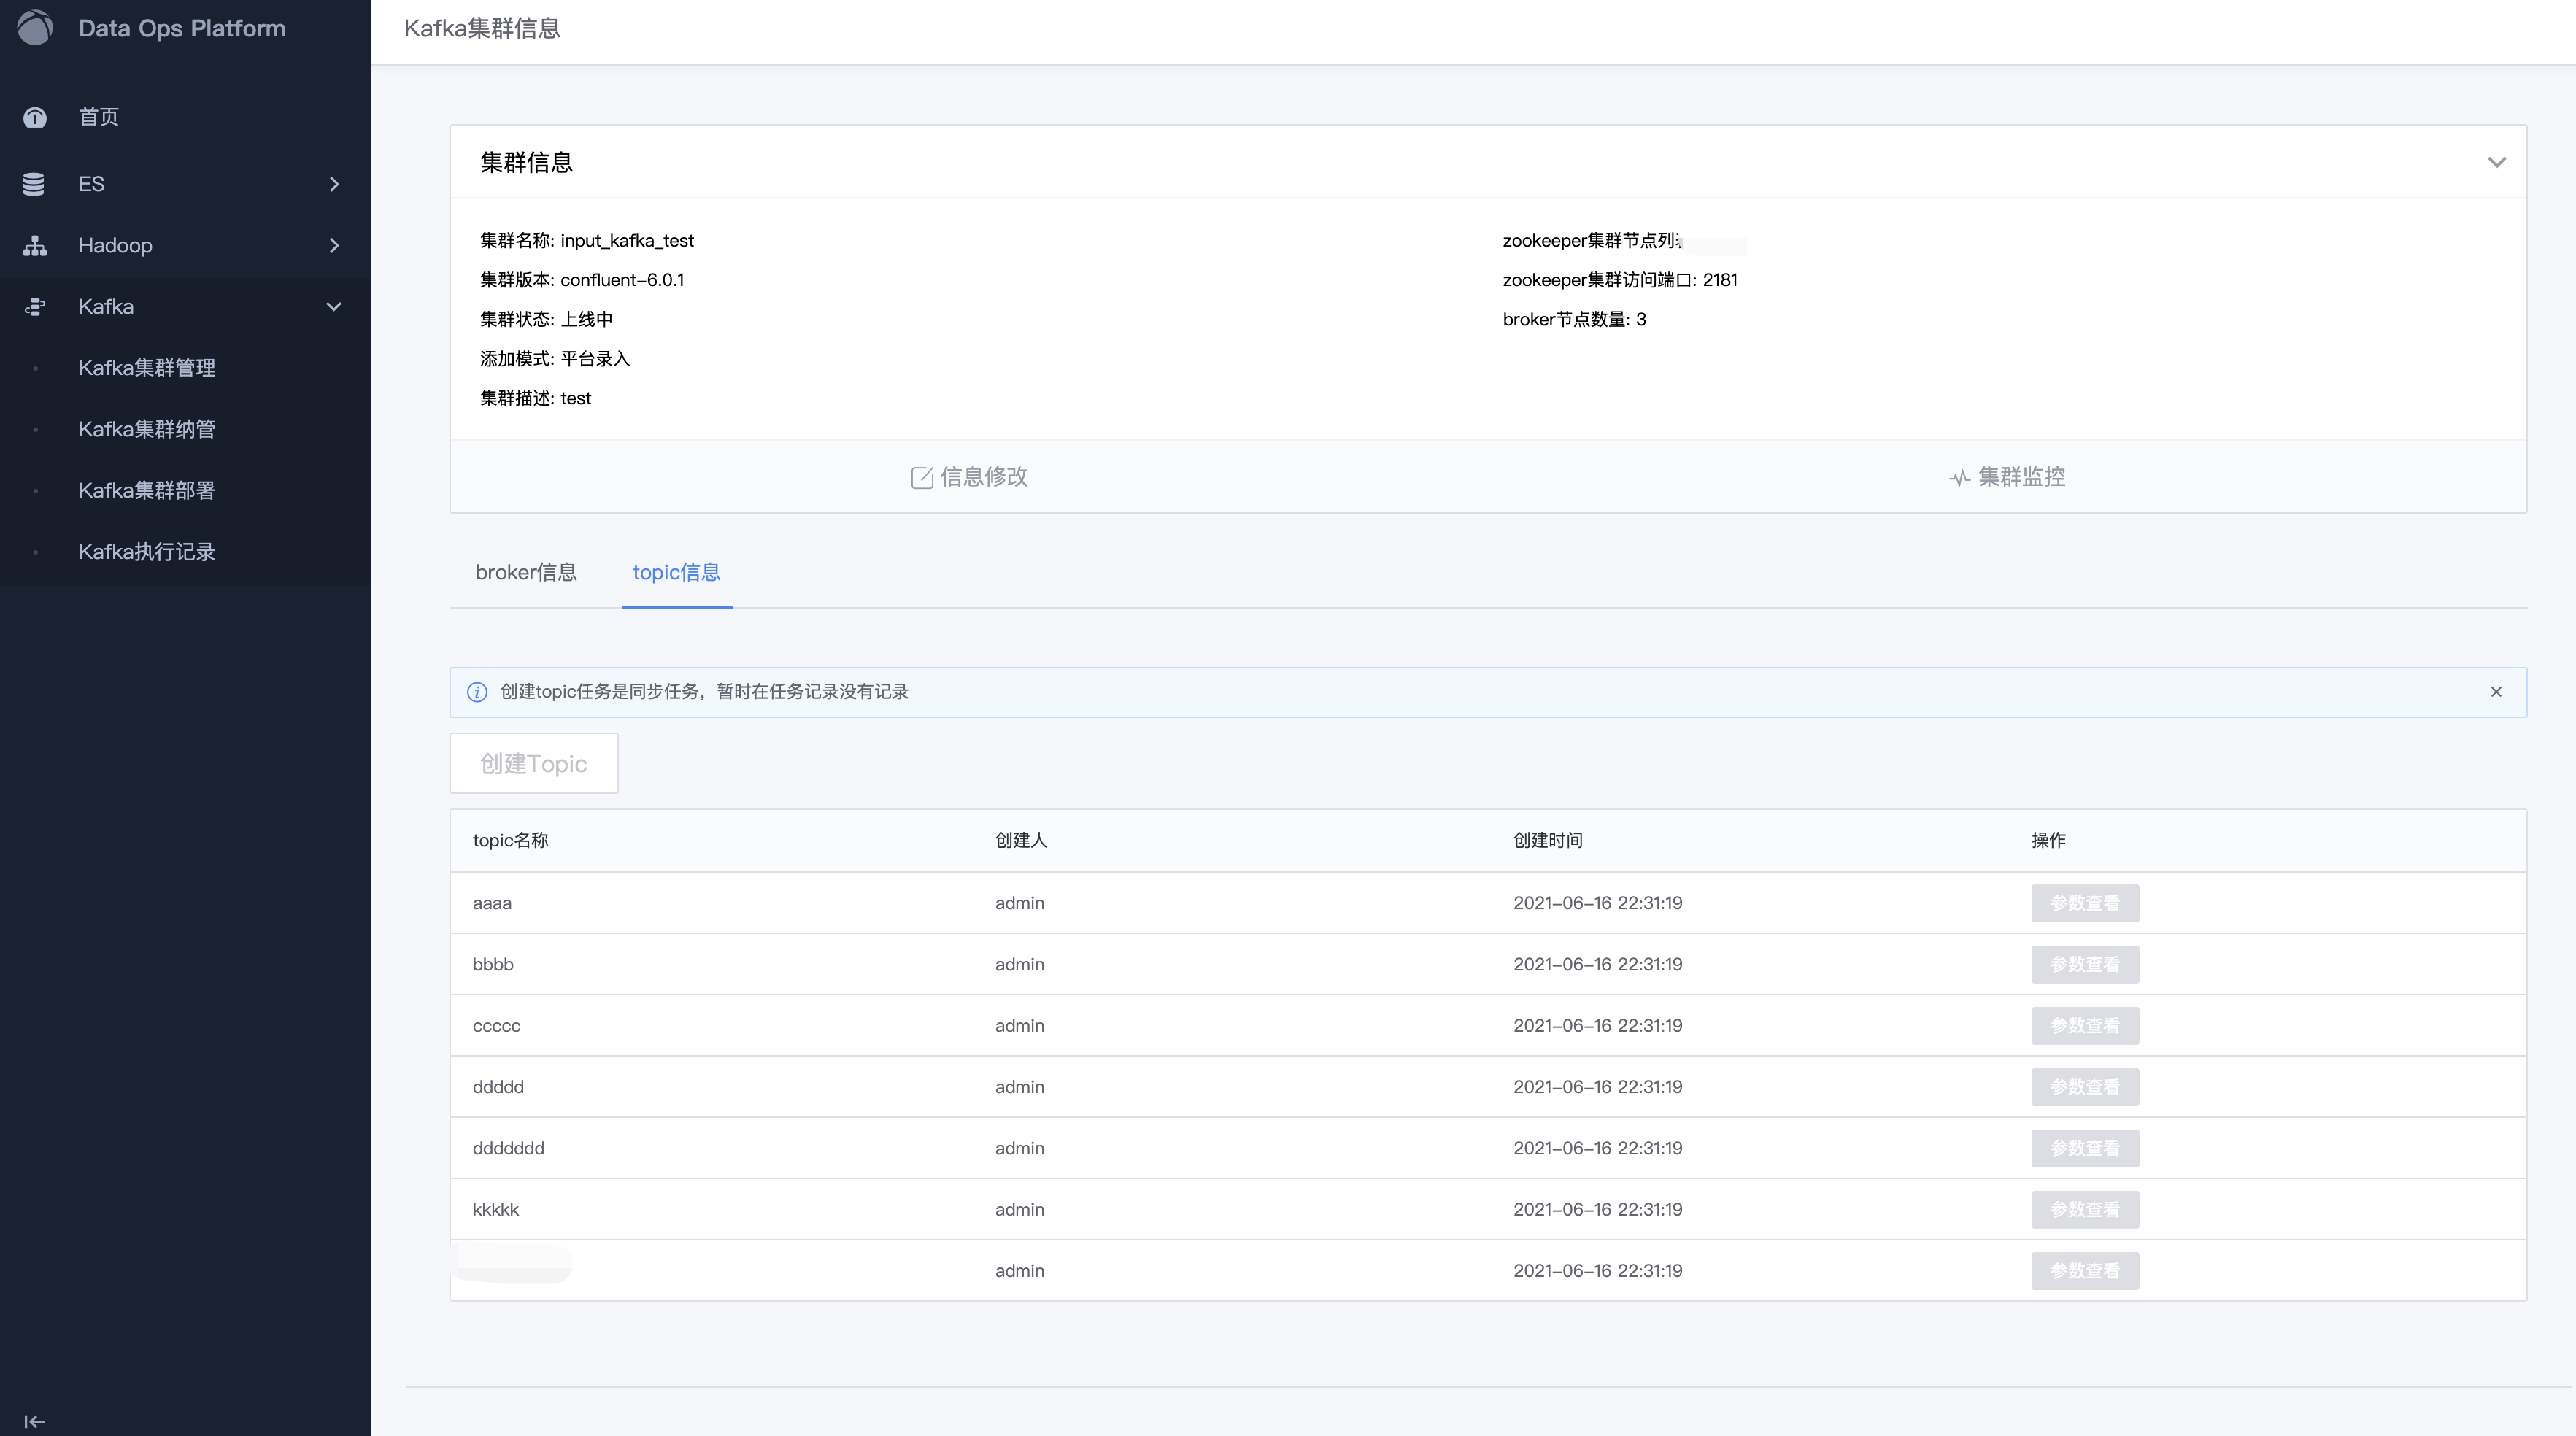 Data Ops Platform
首页
ES
Hadoop
Kafka
Kafka集群管理
Kafka集群纳管
Kafka集群部署
Kafka执行记录
Kafka集群信息
集群信息
集群名称: input_kafka_test
集群版本: confluent-6.0.1
集群状态: 上线中
添加模式: 平台录入
集群描述: test
zookeeper集群节点列
zookeeper集群访问端口: 2181
broker节点数量: 3
信息修改
集群监控
broker信息
topic信息
创建topic任务是同步任务，暂时在任务记录没有记录
创建Topic
topic名称 创建人 创建时间 操作
aaaa admin 2021-06-16 22:31:19 参数查看
bbbb admin 2021-06-16 22:31:19 参数查看
ccccc admin 2021-06-16 22:31:19 参数查看
ddddd admin 2021-06-16 22:31:19 参数查看
ddddddd admin 2021-06-16 22:31:19 参数查看
kkkkk admin 2021-06-16 22:31:19 参数查看
admin 2021-06-16 22:31:19 参数查看